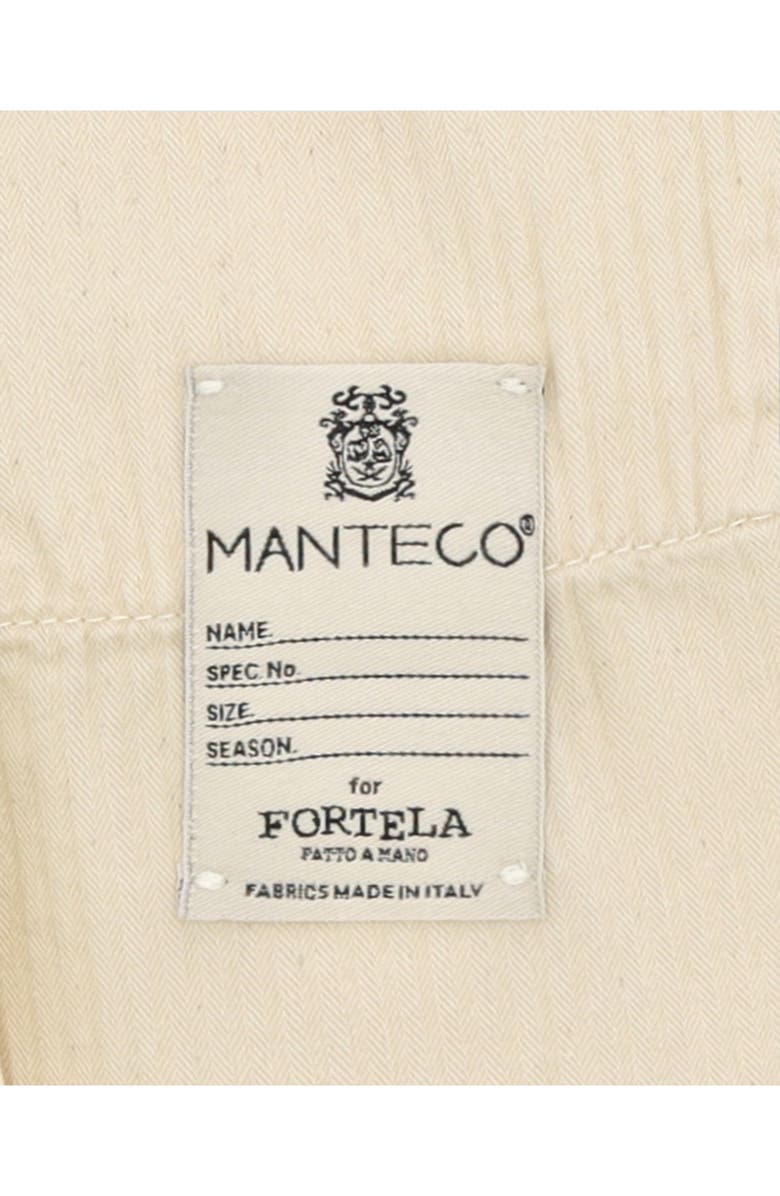 MANTECO®
NAME.
SPEC. No.
SIZE.
SEASON.
for
FORTELA
FATTO A MANO
FABRICS MADE IN ITALY